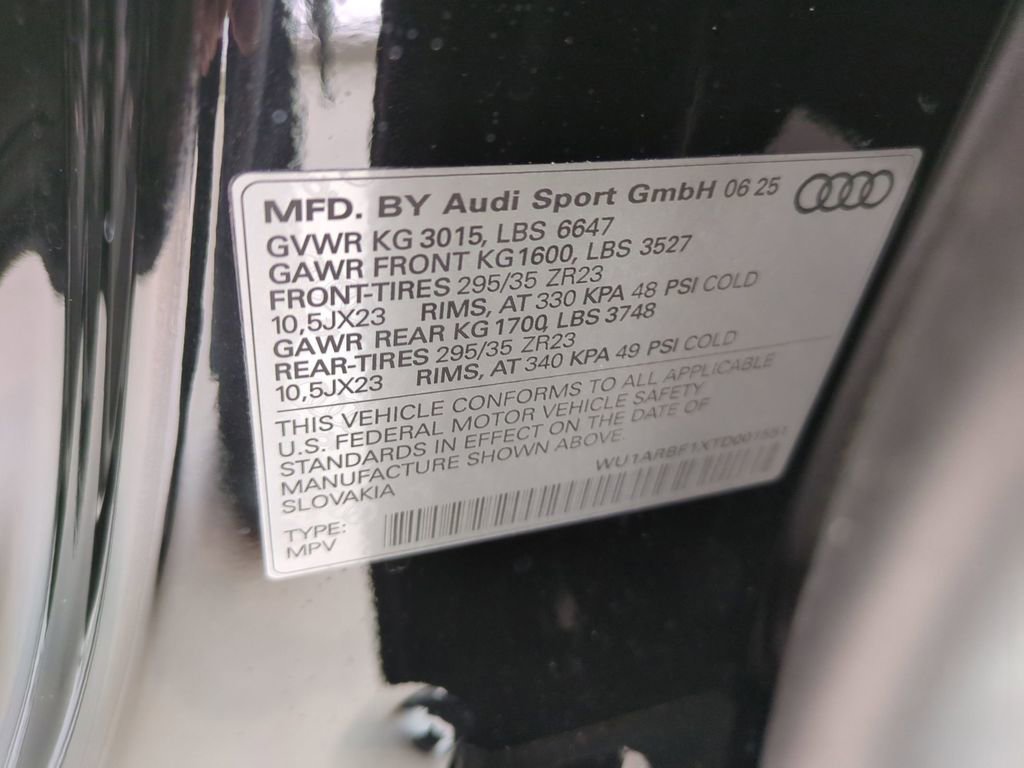 MFD. BY Audi Sport GmbH 06 25
GVWR KG 3015, LBS 6647
GAWR FRONT KG 1600, LBS 3527
FRONT-TIRES 295/35 ZR23
10,5JX23 RIMS, AT 330 KPA 48 PSI COLD
GAWR REAR KG 1700, LBS 3748
REAR-TIRES 295/35 ZR23
10,5JX23 RIMS, AT 340 KPA 49 PSI COLD
THIS VEHICLE CONFORMS TO ALL APPLICABLE
U.S. FEDERAL MOTOR VEHICLE SAFETY
STANDARDS IN EFFECT ON THE DATE OF
MANUFACTURE SHOWN ABOVE.
SLOVAKIA
WU1ARBF1XTD001551
TYPE:
MPV